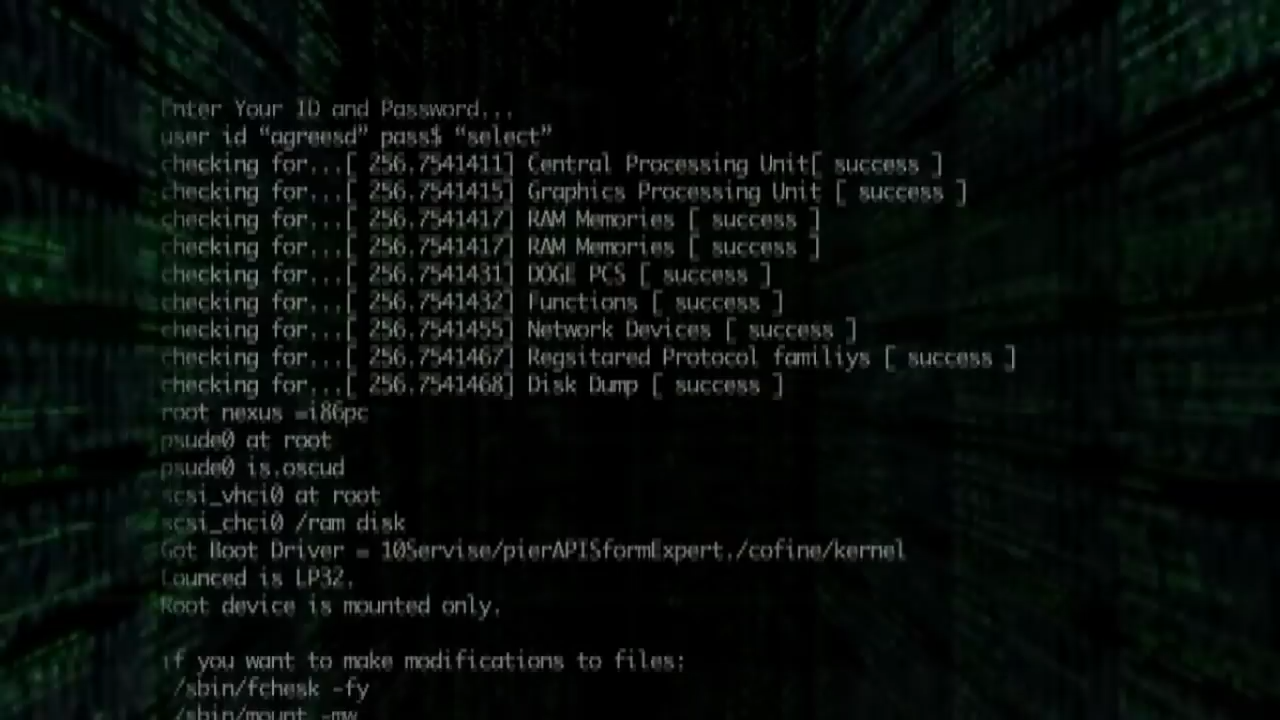 Enter Your ID and Password...
user id “agreesd” pass$ “select”
checking for...[ 256.7541411] Central Processing Unit[ success ]
checking for...[ 256.7541415] Graphics Processing Unit [ success ]
checking for...[ 256.7541417] RAM Memories [ success ]
checking for...[ 256.7541417] RAM Memories [ success ]
checking for...[ 256.7541431] DOGE PCS [ success ]
checking for...[ 256.7541432] Functions [ success ]
checking for...[ 256.7541455] Network Devices [ success ]
checking for...[ 256.7541467] Regsitared Protocol familiys [ success ]
checking for...[ 256.7541468] Disk Dump [ success ]
root nexus =i86pc
psude0 at root
psude0 is.oscud
scsi_vhci0 at root
scsi_chci0 /ram disk
Got Boot Driver = 10Servise/pierAPISformExpert./cofine/kernel
Lounced is LP32.
Root device is mounted only.
if you want to make modifications to files:
/sbin/fchesk -fy
/sbin/mount -mw